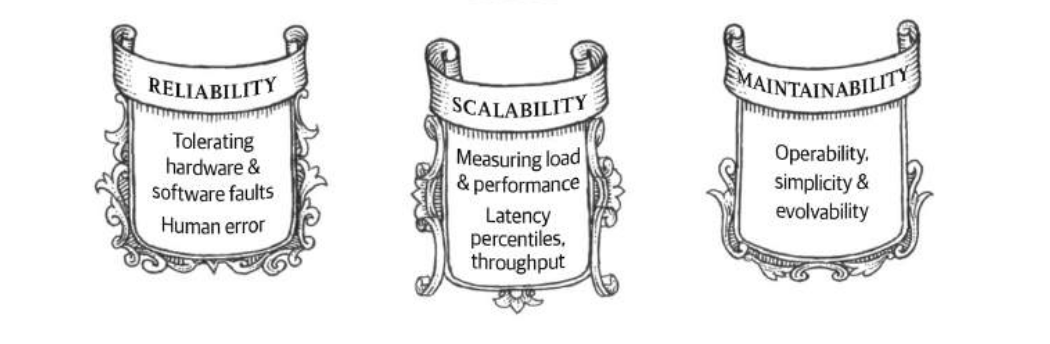 RELIABILITY
Tolerating
hardware &
software faults
Human error
SCALABILITY
Measuring load
& performance
Latency
percentiles,
throughput
MAINTAINABILITY
Operability,
simplicity &
evolvability